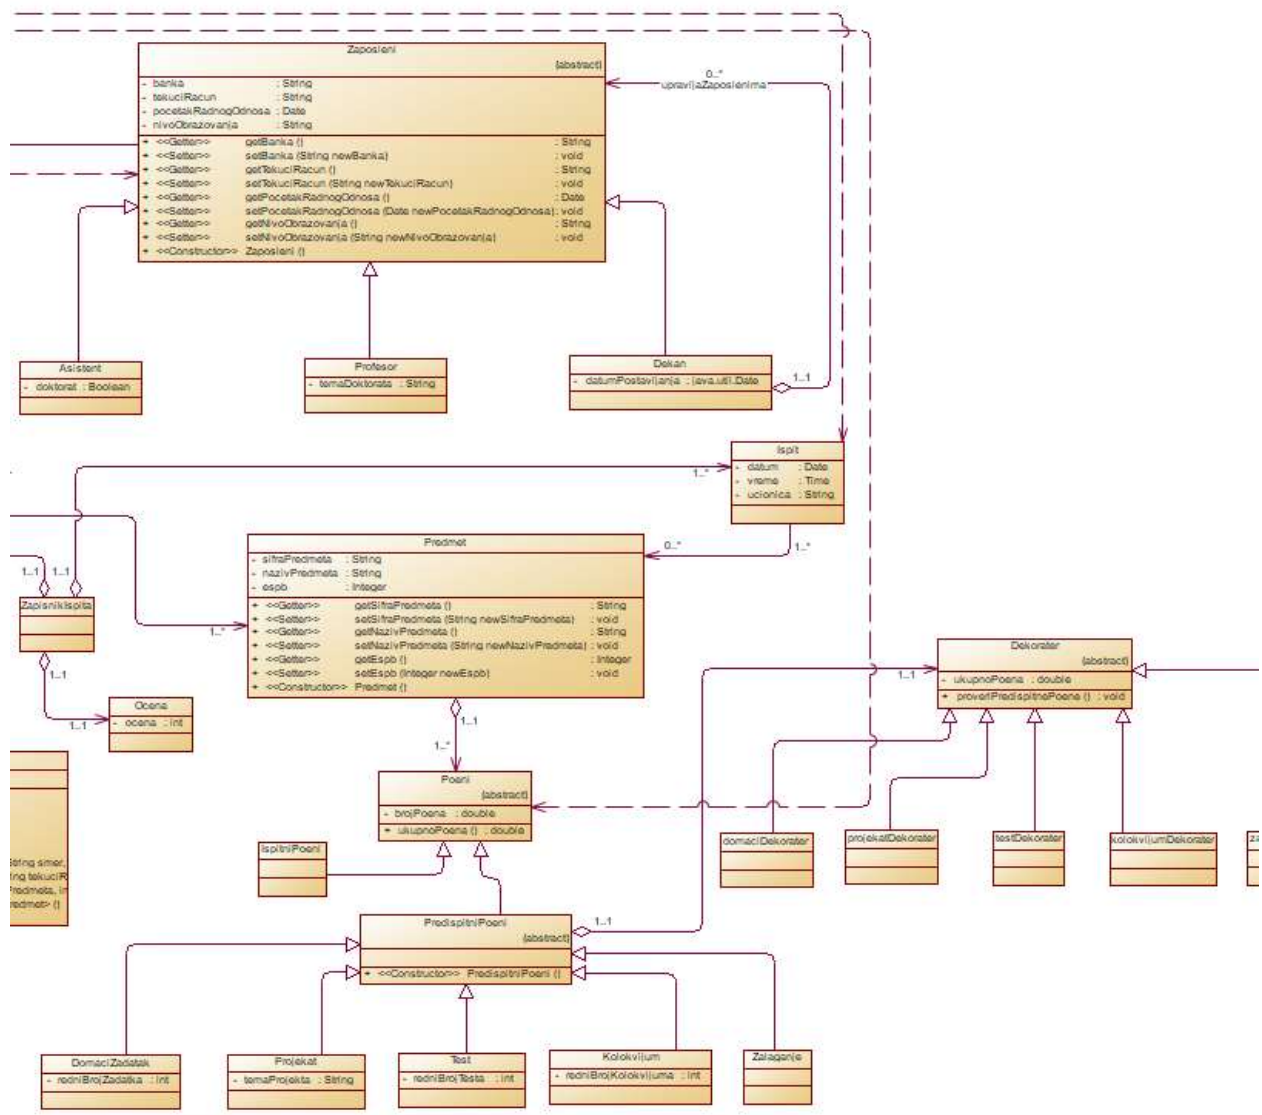 Zaposleni
{abstract}
- banka : String
- tekuciRacun : String
- pocetakRadnogOdnosa : Date
- nivoObrazovanja : String
+ <<Getter>> getBanka () : String
+ <<Setter>> setBanka (String newBanka) : void
+ <<Getter>> getTekuciRacun () : String
+ <<Setter>> setTekuciRacun (String newTekuciRacun) : void
+ <<Getter>> getPocetakRadnogOdnosa () : Date
+ <<Setter>> setPocetakRadnogOdnosa (Date newPocetakRadnogOdnosa) : void
+ <<Getter>> getNivoObrazovanja () : String
+ <<Setter>> setNivoObrazovanja (String newNivoObrazovanja) : void
+ <<Constructor>> Zaposleni ()
0..*
upravljaZaposlenima
Asistent
- doktorat : Boolean
Profesor
- temaDoktorata : String
Dekan
- datumPostavljanja : java.util.Date
1..1
Ispit
- datum : Date
- vreme : Time
- ucionica : String
1..*
1..*
0..*
Predmet
- sifraPredmeta : String
- nazivPredmeta : String
- espb : Integer
+ <<Getter>> getSifraPredmeta () : String
+ <<Setter>> setSifraPredmeta (String newSifraPredmeta) : void
+ <<Getter>> getNazivPredmeta () : String
+ <<Setter>> setNazivPredmeta (String newNazivPredmeta) : void
+ <<Getter>> getEspb () : Integer
+ <<Setter>> setEspb (Integer newEspb) : void
+ <<Constructor>> Predmet ()
1..1
1..1
ZapisnikIspita
1..*
1..1
1..1
Ocena
- ocena : int
1..1
1..*
Dekorater
{abstract}
- ukupnoPoena : double
+ proveriPredispitnePoene () : void
1..1
Poeni
{abstract}
- brojPoena : double
+ ukupnoPoena () : double
domaciDekorater
projekatDekorater
testDekorater
kolokvijumDekorater
za
IspitniPoeni
String smer,
ing tekuciR
Predmeta, in
redmet> ()
PredispitniPoeni
{abstract}
+ <<Constructor>> PredispitniPoeni ()
1..1
DomaciZadatak
- redniBrojZadatka : int
Projekat
- temaProjekta : String
Test
- redniBrojTesta : int
Kolokvijum
- redniBrojKolokvijuma : int
Zalaganje